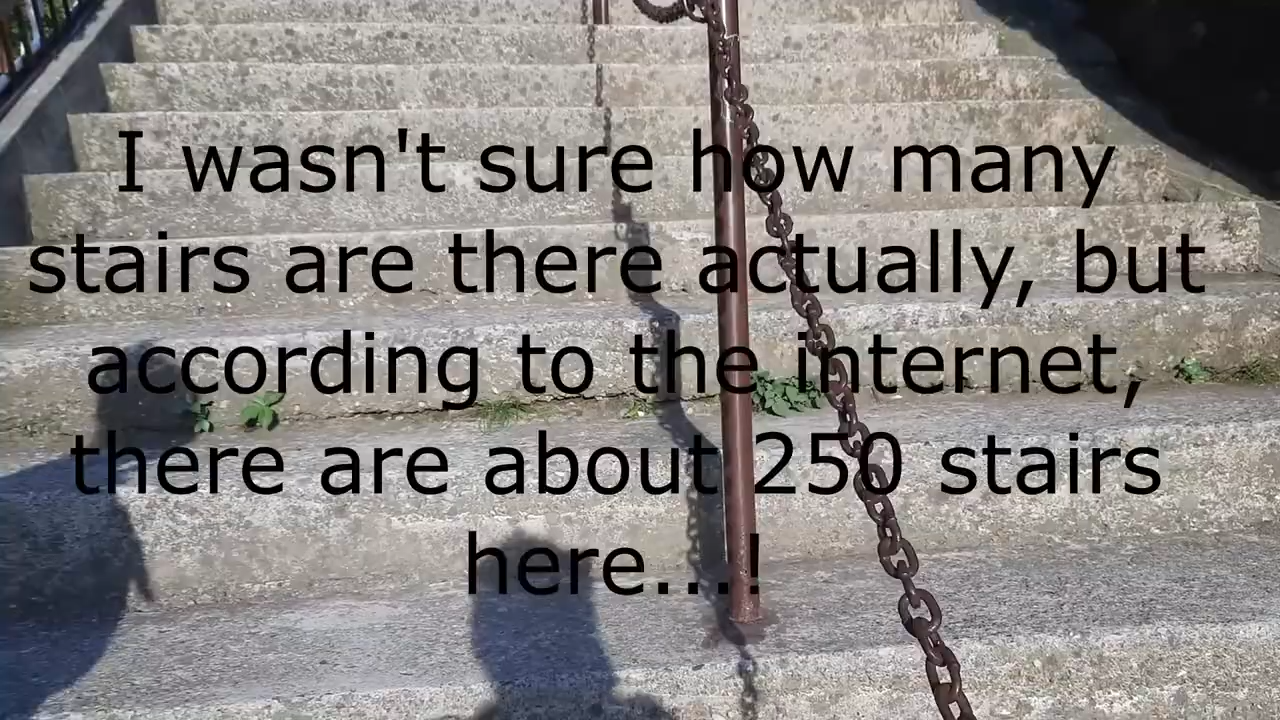 I wasn't sure how many
stairs are there actually, but
according to the internet,
there are about 250 stairs
here...!